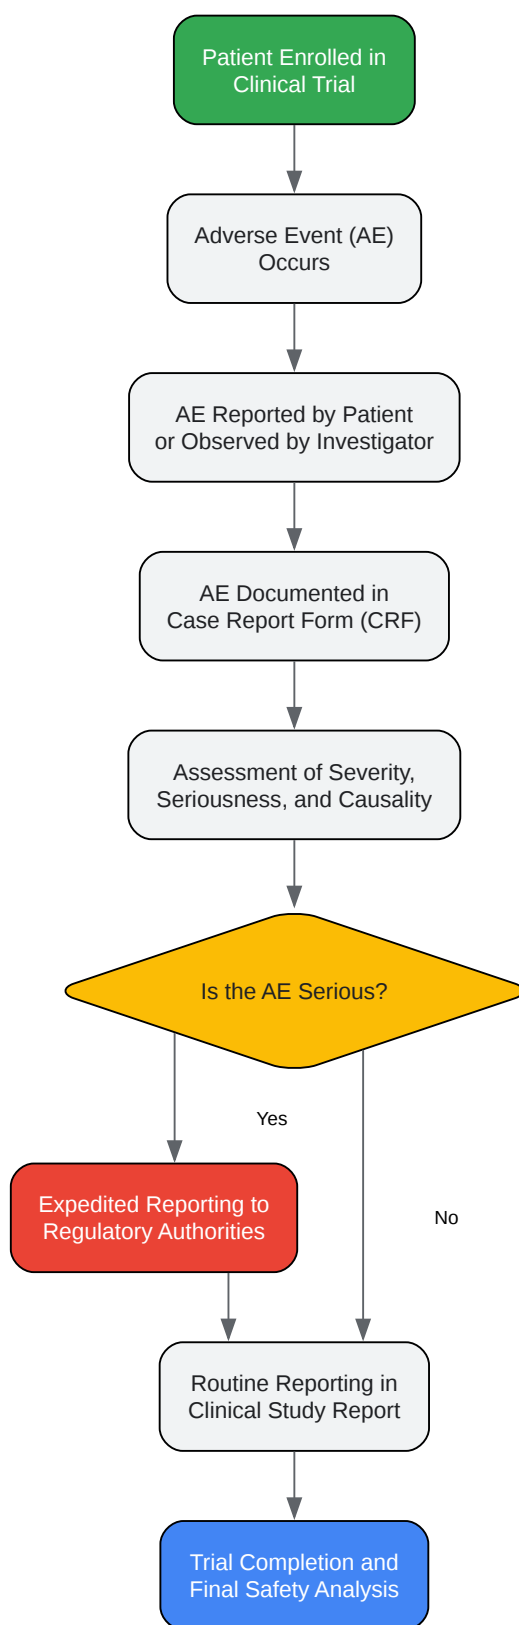 Patient Enrolled in
Clinical Trial
Adverse Event (AE)
Occurs
AE Reported by Patient
or Observed by Investigator
AE Documented in
Case Report Form (CRF)
Assessment of Severity,
Seriousness, and Causality
Is the AE Serious?
Yes
Expedited Reporting to
Regulatory Authorities
No
Routine Reporting in
Clinical Study Report
Trial Completion and
Final Safety Analysis